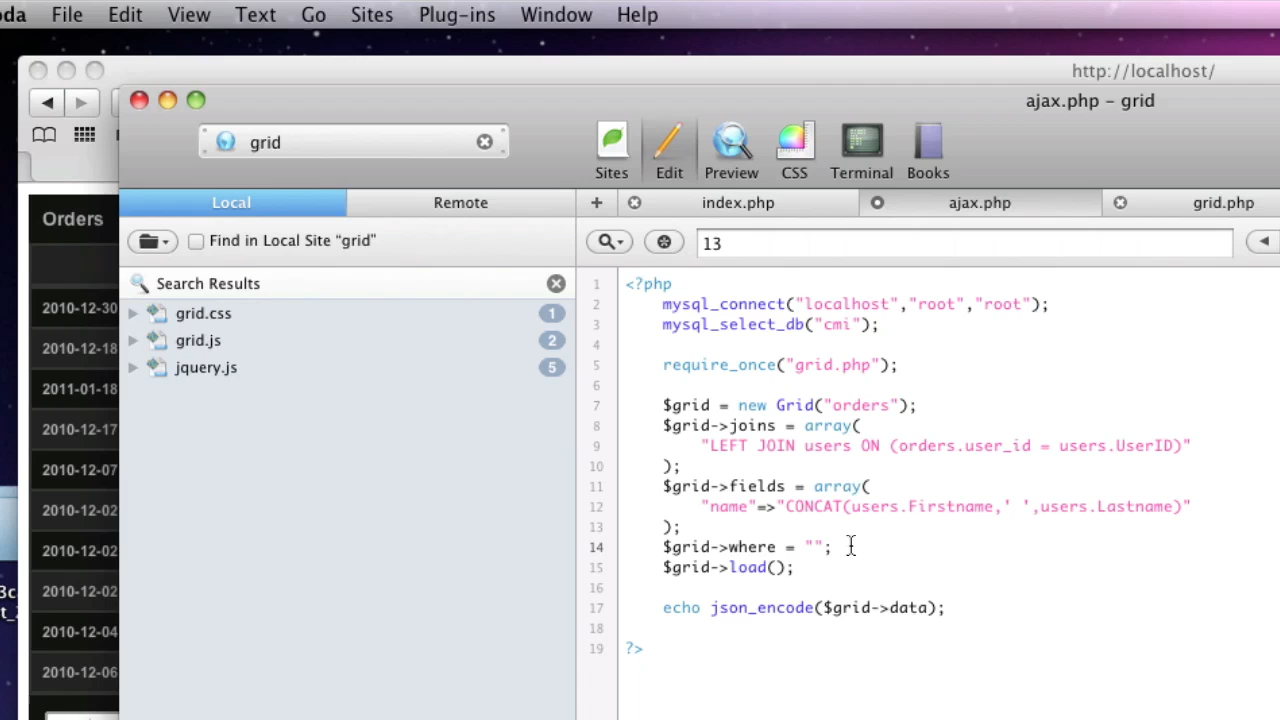 oda File Edit View Text Go Sites Plug-ins Window Help
http://localhost/
ajax.php – grid
grid
Sites Edit Preview CSS Terminal Books
Local Remote
index.php ajax.php grid.php
Find in Local Site "grid"
13
Search Results
grid.css 1
grid.js 2
jquery.js 5
Orders
2010-12-30
2010-12-18
2011-01-18
2010-12-17
2010-12-07
2010-12-02
2010-12-02
2010-12-02
2010-12-04
2010-12-06
1 <?php
2 mysql_connect("localhost","root","root");
3 mysql_select_db("cmi");
4
5 require_once("grid.php");
6
7 $grid = new Grid("orders");
8 $grid->joins = array(
9 "LEFT JOIN users ON (orders.user_id = users.UserID)"
10 );
11 $grid->fields = array(
12 "name"=>"CONCAT(users.Firstname,' ',users.Lastname)"
13 );
14 $grid->where = "";
15 $grid->load();
16
17 echo json_encode($grid->data);
18
19 ?>